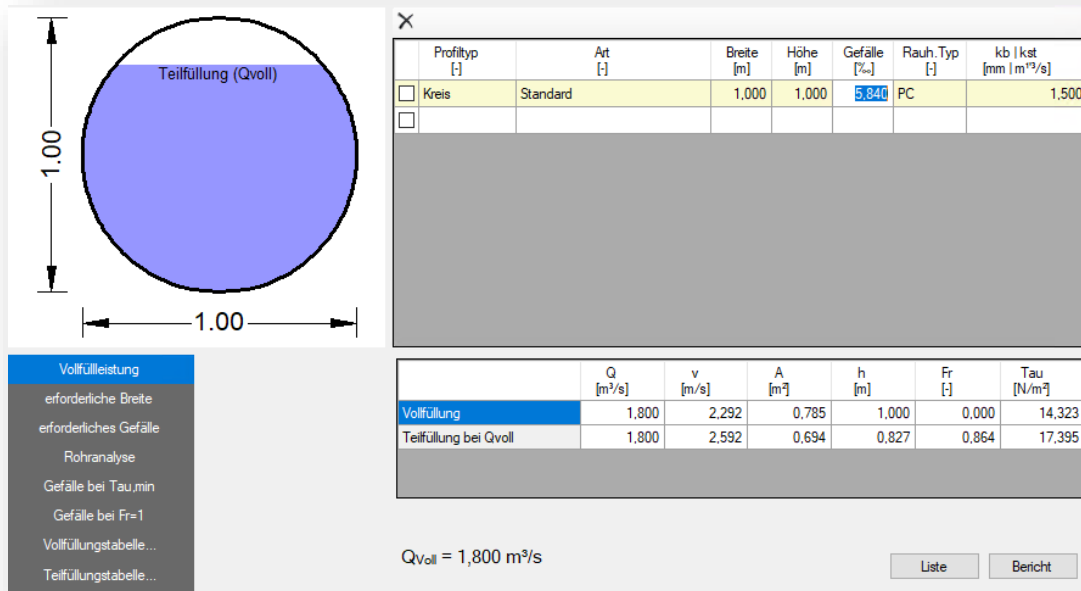 Teilfüllung (Qvoll)
1.00
1.00
Profiltyp Art Breite Höhe Gefälle Rauh.Typ kb | kst
[-] [-] [m] [m] [‰] [-] [mm | m¹'³/s]
Kreis Standard 1,000 1,000 5,840 PC 1,500
Vollfülleistung
erforderliche Breite
erforderliches Gefälle
Rohranalyse
Gefälle bei Tau,min
Gefälle bei Fr=1
Vollfüllungstabelle...
Teilfüllungstabelle...
Q v A h Fr Tau
[m³/s] [m/s] [m²] [m] [-] [N/m²]
Vollfüllung 1,800 2,292 0,785 1,000 0,000 14,323
Teilfüllung bei Qvoll 1,800 2,592 0,694 0,827 0,864 17,395
QVoll = 1,800 m³/s
Liste Bericht